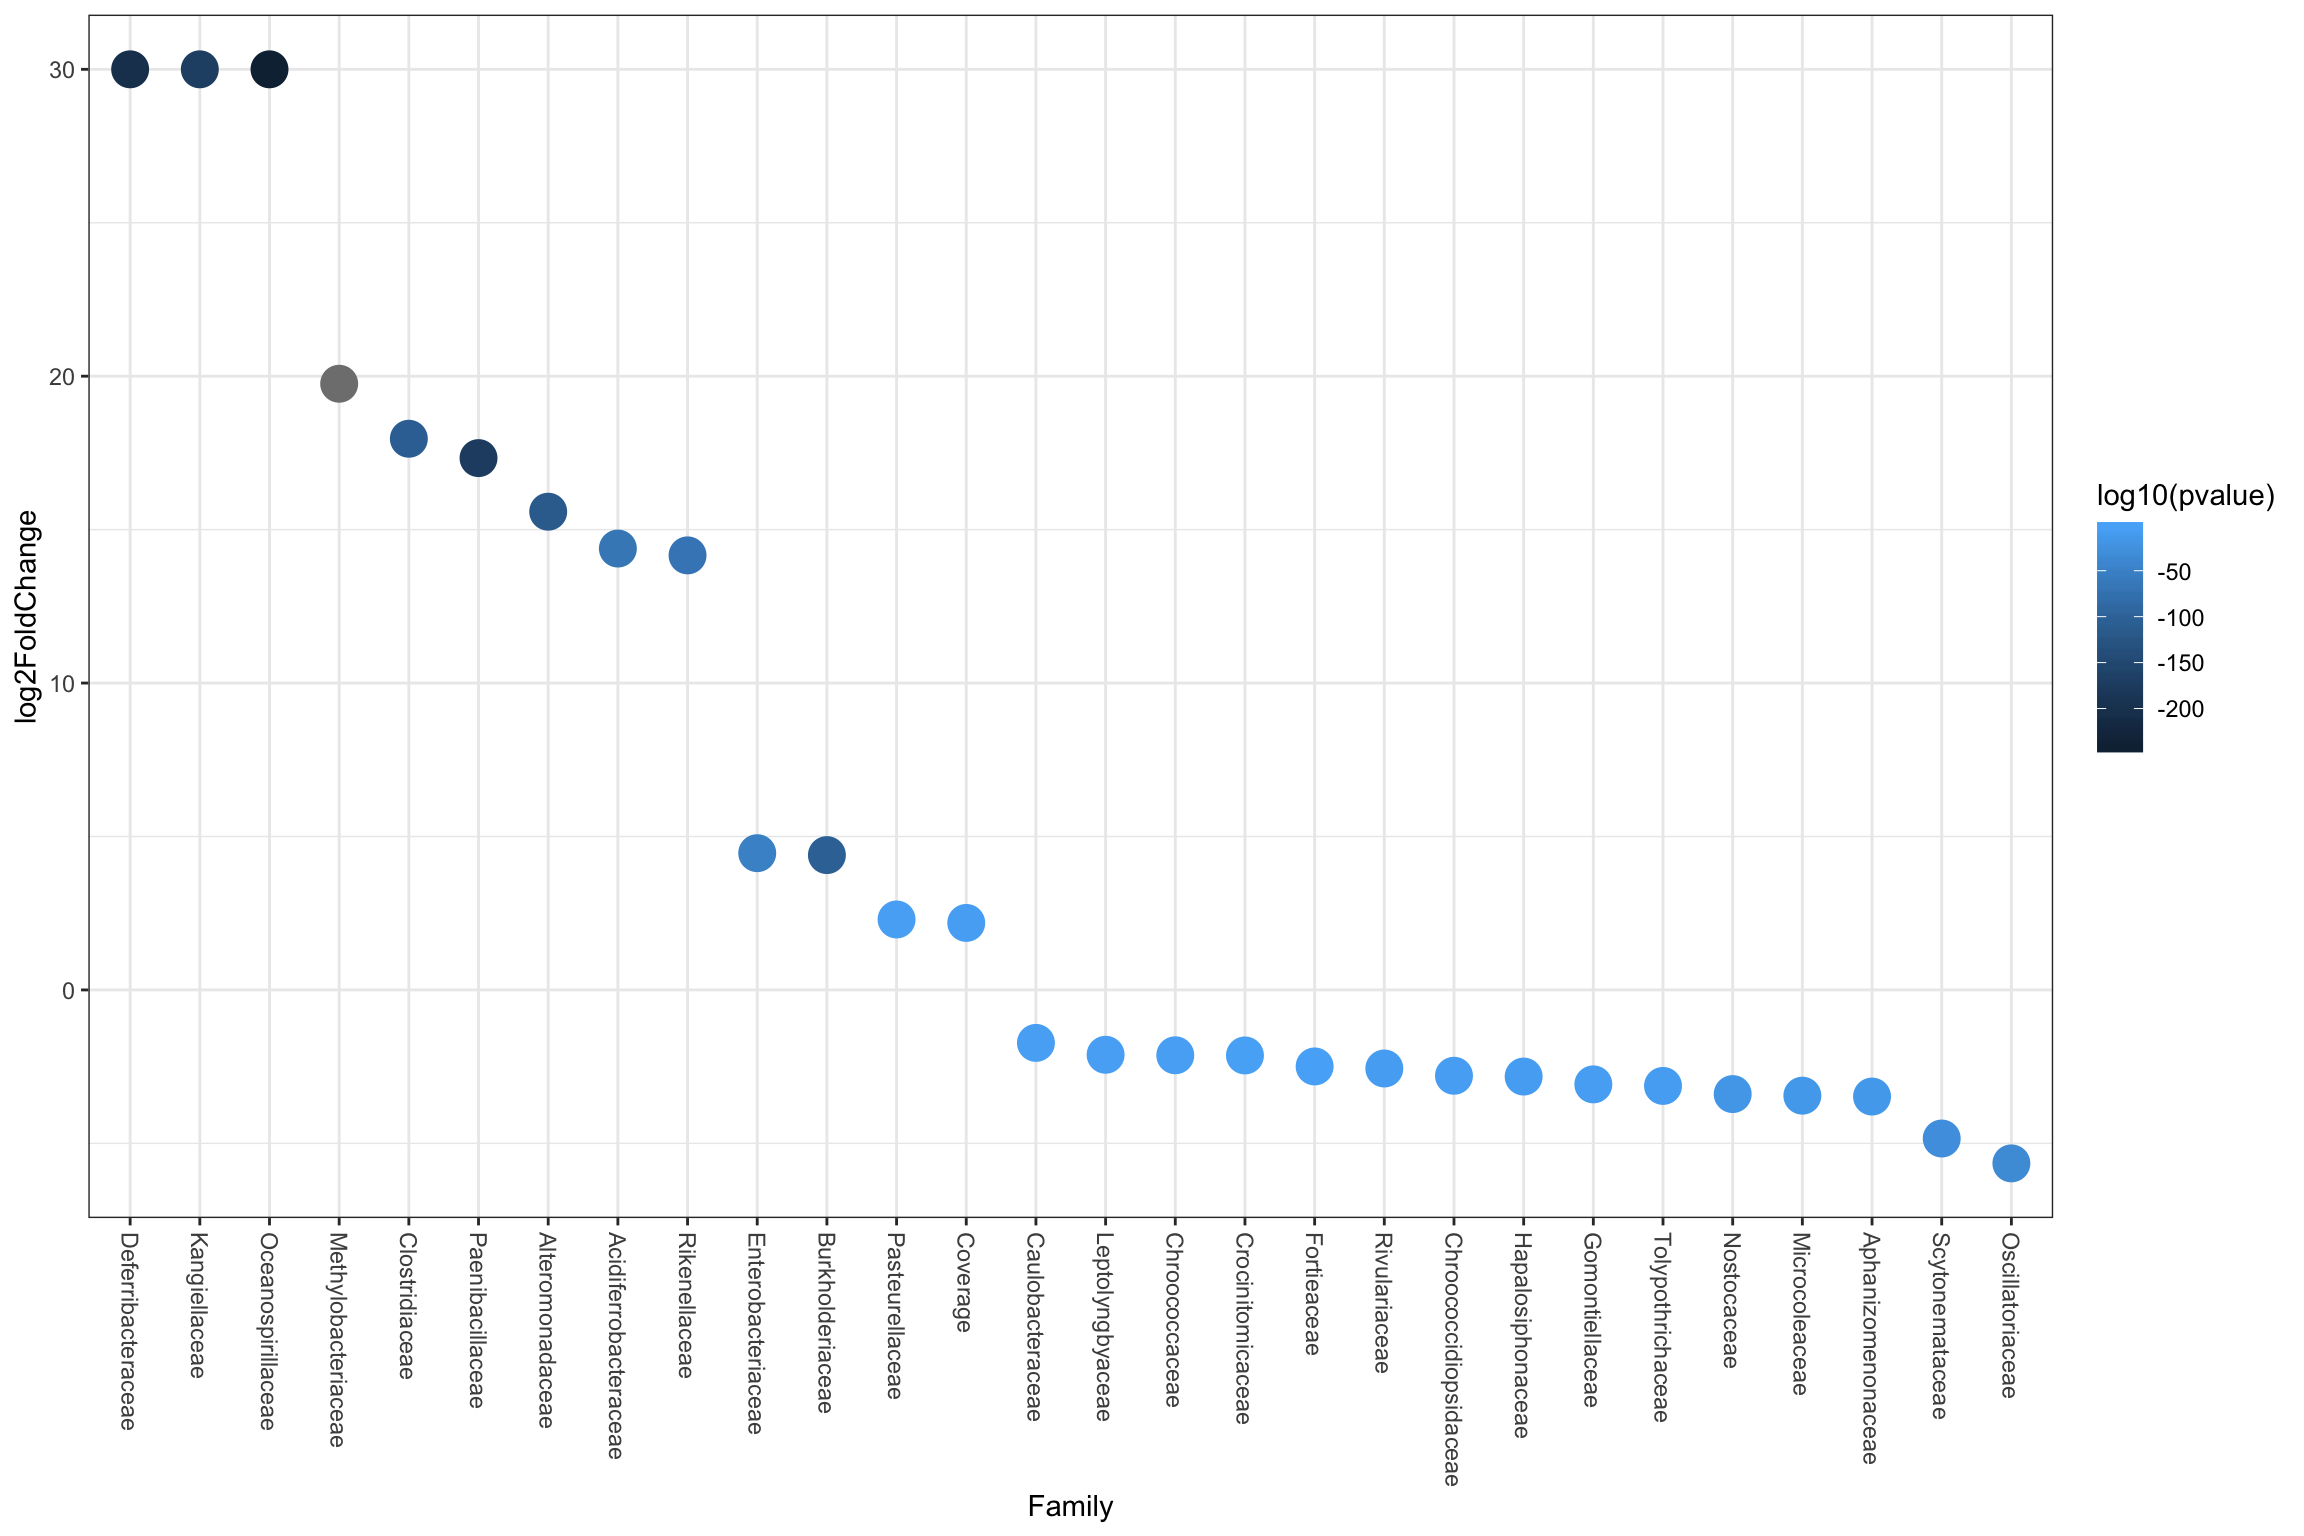 30
20
10
0
log2FoldChange
Deferribacteraceae
Kangiellaceae
Oceanospirillaceae
Methylobacteriaceae
Clostridiaceae
Paenibacillaceae
Alteromonadaceae
Acidiferrobacteraceae
Rikenellaceae
Enterobacteriaceae
Burkholderiaceae
Pasteurellaceae
Coverage
Caulobacteraceae
Leptolyngbyaceae
Chroococcaceae
Crocinitomicaceae
Fortieaceae
Rivulariaceae
Chroococcidiopsidaceae
Hapalosiphonaceae
Gomontiellaceae
Tolypothrichaceae
Nostocaceae
Microcoleaceae
Aphanizomenonaceae
Scytonemataceae
Oscillatoriaceae
Family
log10(pvalue)
-50
-100
-150
-200